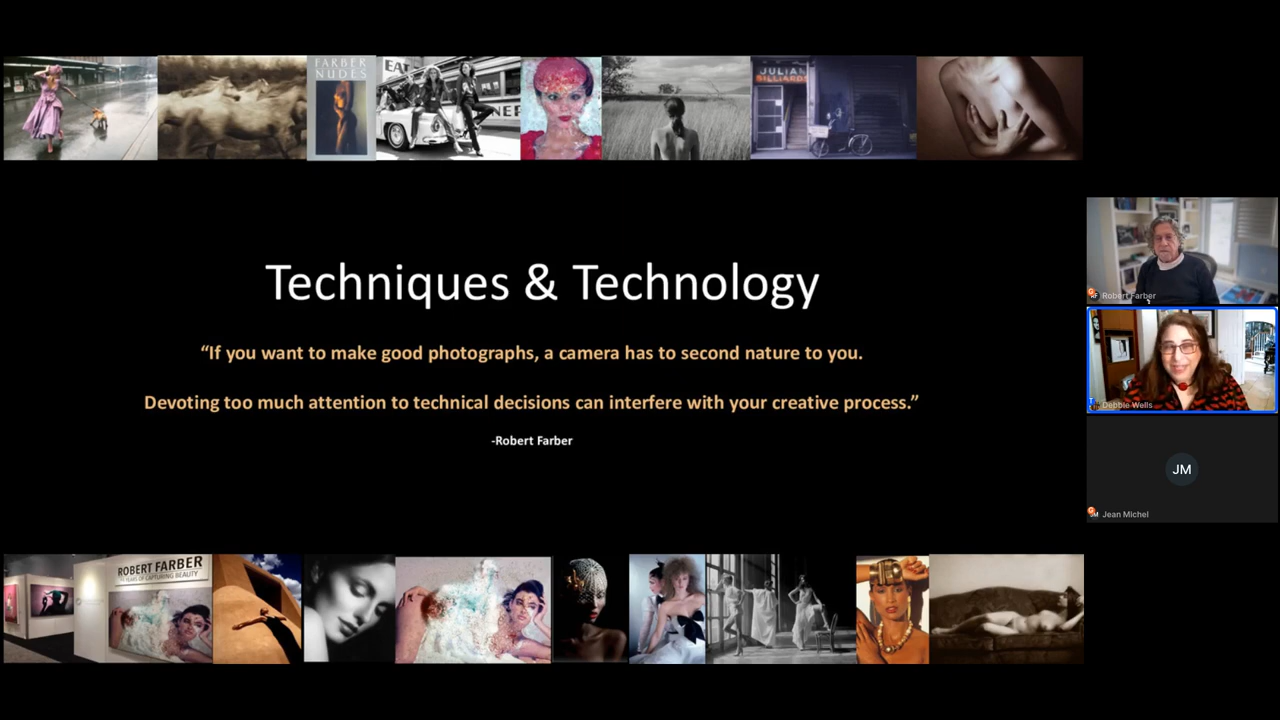 FARBER
NUDES
EAT
JULIAN
BILLIARDS
Techniques & Technology
“If you want to make good photographs, a camera has to second nature to you.
Devoting too much attention to technical decisions can interfere with your creative process.”
-Robert Farber
Robert Farber
Debbie Wells
JM
Jean Michel
ROBERT FARBER
YEARS OF CAPTURING BEAUTY